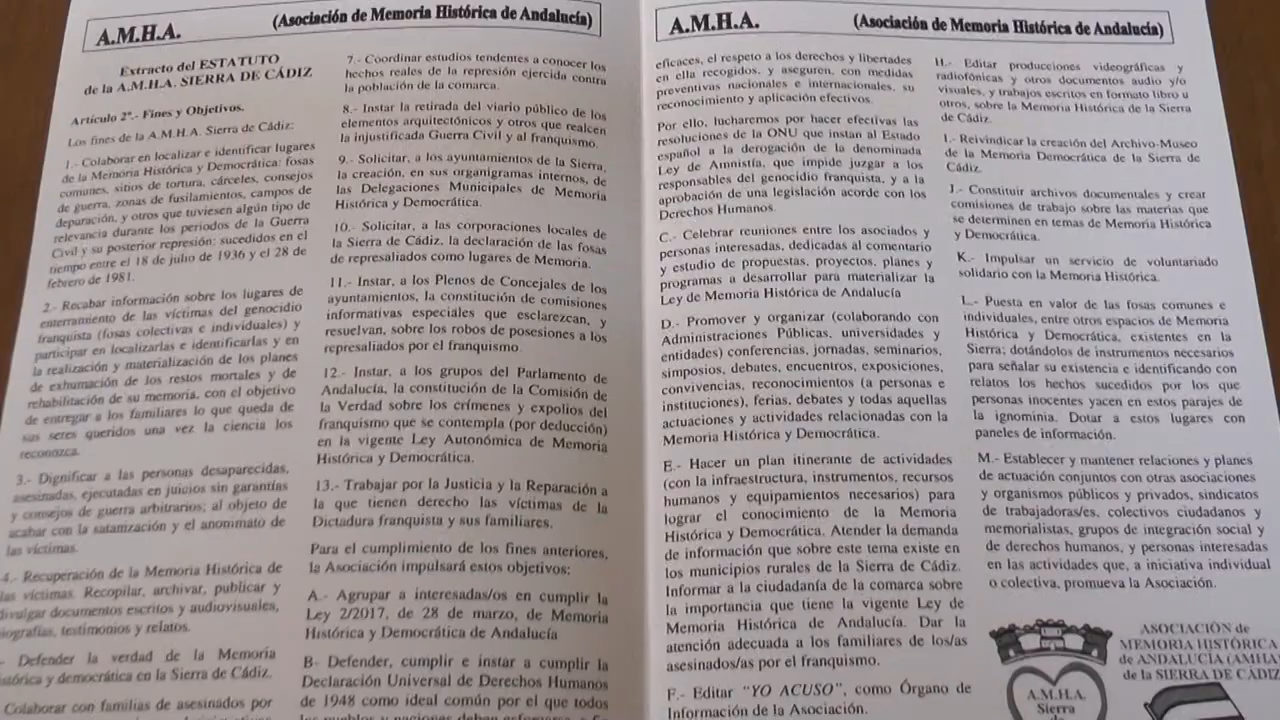 A.M.H.A.
(Asociación de Memoria Histórica de Andalucía)
Extracto del ESTATUTO
de la A.M.H.A. SIERRA DE CÁDIZ
Artículo 2º.- Fines y Objetivos.
Los fines de la A.M.H.A. Sierra de Cádiz:
1.- Colaborar en localizar e identificar lugares
de la Memoria Histórica y Democrática: fosas
comunes, sitios de tortura, cárceles, consejos
de guerra, zonas de fusilamientos, campos de
depuración, y otros que tuviesen algún tipo de
relevancia durante los periodos de la Guerra
Civil y su posterior represión; sucedidos en el
tiempo entre el 18 de julio de 1936 y el 28 de
febrero de 1981.
2.- Recabar información sobre los lugares de
enterramiento de las víctimas del genocidio
franquista (fosas colectivas e individuales) y
participar en localizarlas e identificarlas y en
la realización y materialización de los planes
de exhumación de los restos mortales y de
rehabilitación de su memoria, con el objetivo
de entregar a los familiares lo que queda de
sus seres queridos una vez la ciencia los
reconozca.
3.- Dignificar a las personas desaparecidas,
asesinadas, ejecutadas en juicios sin garantías
y consejos de guerra arbitrarios; al objeto de
acabar con la satanización y el anonimato de
las víctimas.
4.- Recuperación de la Memoria Histórica de
las víctimas. Recopilar, archivar, publicar y
divulgar documentos escritos y audiovisuales,
biografías, testimonios y relatos.
- Defender la verdad de la Memoria
histórica y democrática en la Sierra de Cádiz.
Colaborar con familias de asesinados por
7.- Coordinar estudios tendentes a conocer los
hechos reales de la represión ejercida contra
la población de la comarca.
8.- Instar la retirada del viario público de los
elementos arquitectónicos y otros que realcen
la injustificada Guerra Civil y al franquismo.
9.- Solicitar, a los ayuntamientos de la Sierra,
la creación, en sus organigramas internos, de
las Delegaciones Municipales de Memoria
Histórica y Democrática.
10.- Solicitar, a las corporaciones locales de
la Sierra de Cádiz, la declaración de las fosas
de represaliados como lugares de Memoria.
11.- Instar, a los Plenos de Concejales de los
ayuntamientos, la constitución de comisiones
informativas especiales que esclarezcan, y
resuelvan, sobre los robos de posesiones a los
represaliados por el franquismo.
12.- Instar, a los grupos del Parlamento de
Andalucía, la constitución de la Comisión de
la Verdad sobre los crímenes y expolios del
franquismo que se contempla (por deducción)
en la vigente Ley Autonómica de Memoria
Histórica y Democrática.
13.- Trabajar por la Justicia y la Reparación a
la que tienen derecho las víctimas de la
Dictadura franquista y sus familiares.
Para el cumplimiento de los fines anteriores,
la Asociación impulsará estos objetivos:
A.- Agrupar a interesadas/os en cumplir la
Ley 2/2017, de 28 de marzo, de Memoria
Histórica y Democrática de Andalucía
B- Defender, cumplir e instar a cumplir la
Declaración Universal de Derechos Humanos
de 1948 como ideal común por el que todos
A.M.H.A.
(Asociación de Memoria Histórica de Andalucía)
eficaces, el respeto a los derechos y libertades
en ella recogidos, y aseguren, con medidas
preventivas nacionales e internacionales, su
reconocimiento y aplicación efectivos.
Por ello, lucharemos por hacer efectivas las
resoluciones de la ONU que instan al Estado
español a la derogación de la denominada
Ley de Amnistía, que impide juzgar a los
responsables del genocidio franquista, y a la
aprobación de una legislación acorde con los
Derechos Humanos.
C.- Celebrar reuniones entre los asociados y
personas interesadas, dedicadas al comentario
y estudio de propuestas, proyectos, planes y
programas a desarrollar para materializar la
Ley de Memoria Histórica de Andalucía
D.- Promover y organizar (colaborando con
Administraciones Públicas, universidades y
entidades) conferencias, jornadas, seminarios,
simposios, debates, encuentros, exposiciones,
convivencias, reconocimientos (a personas e
instituciones), ferias, debates y todas aquellas
actuaciones y actividades relacionadas con la
Memoria Histórica y Democrática.
E.- Hacer un plan itinerante de actividades
(con la infraestructura, instrumentos, recursos
humanos y equipamientos necesarios) para
lograr el conocimiento de la Memoria
Histórica y Democrática. Atender la demanda
de información que sobre este tema existe en
los municipios rurales de la Sierra de Cádiz.
Informar a la ciudadanía de la comarca sobre
la importancia que tiene la vigente Ley de
Memoria Histórica de Andalucía. Dar la
atención adecuada a los familiares de los/as
asesinados/as por el franquismo.
F.- Editar "YO ACUSO", como Órgano de
Información de la Asociación.
H.- Editar producciones videográficas y
radiofónicas y otros documentos audio y/o
visuales, y trabajos escritos en formato libro u
otros, sobre la Memoria Histórica de la Sierra
de Cádiz.
I.- Reivindicar la creación del Archivo-Museo
de la Memoria Democrática de la Sierra de
Cádiz.
J.- Constituir archivos documentales y crear
comisiones de trabajo sobre las materias que
se determinen en temas de Memoria Histórica
y Democrática.
K.- Impulsar un servicio de voluntariado
solidario con la Memoria Histórica.
L.- Puesta en valor de las fosas comunes e
individuales, entre otros espacios de Memoria
Histórica y Democrática, existentes en la
Sierra; dotándolos de instrumentos necesarios
para señalar su existencia e identificando con
relatos los hechos sucedidos por los que
personas inocentes yacen en estos parajes de
la ignominia. Dotar a estos lugares con
paneles de información.
M.- Establecer y mantener relaciones y planes
de actuación conjuntos con otras asociaciones
y organismos públicos y privados, sindicatos
de trabajadoras/es, colectivos ciudadanos y
memorialistas, grupos de integración social y
de derechos humanos, y personas interesadas
en las actividades que, a iniciativa individual
o colectiva, promueva la Asociación.
A.M.H.A.
Sierra
ASOCIACIÓN de
MEMORIA HISTÓRICA
de ANDALUCÍA (AMHA)
de la SIERRA DE CÁDIZ